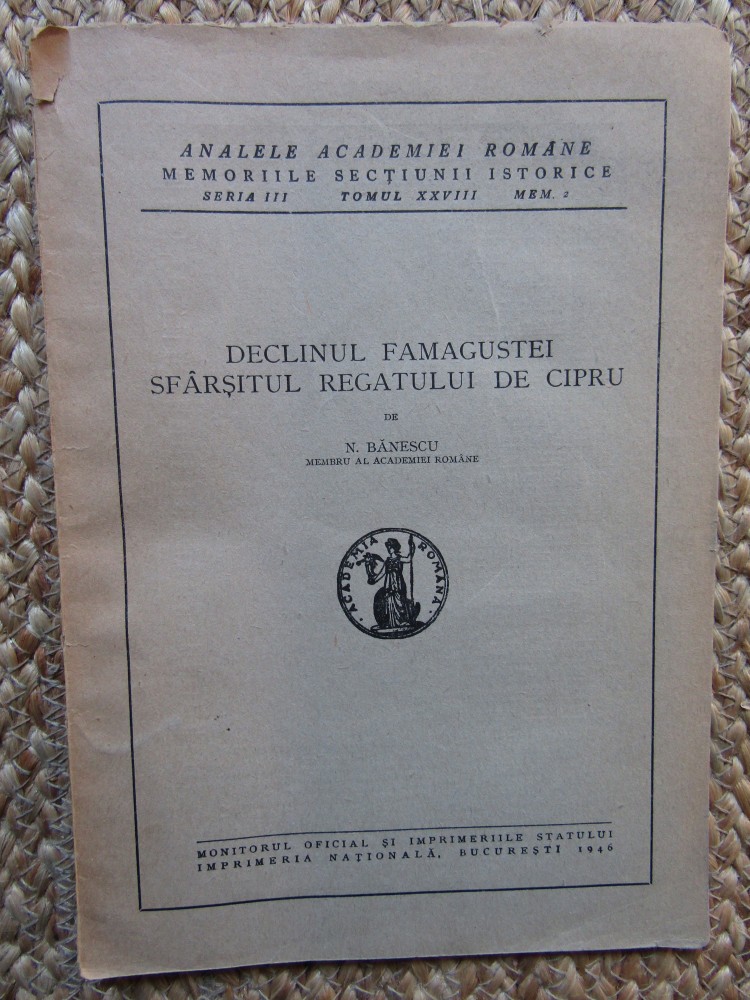 ANALELE ACADEMIEI ROMÂNE
MEMORIILE SECȚIUNII ISTORICE
SERIA III TOMUL XXVIII MEM. 2
DECLINUL FAMAGUSTEI
SFÂRȘITUL REGATULUI DE CIPRU
DE
N. BĂNESCU
MEMBRU AL ACADEMIEI ROMÂNE
ACADEMIA ROMÂNA
MONITORUL OFICIAL ȘI IMPRIMERIILE STATULUI
IMPRIMERIA NAȚIONALĂ, BUCUREȘTI 1946